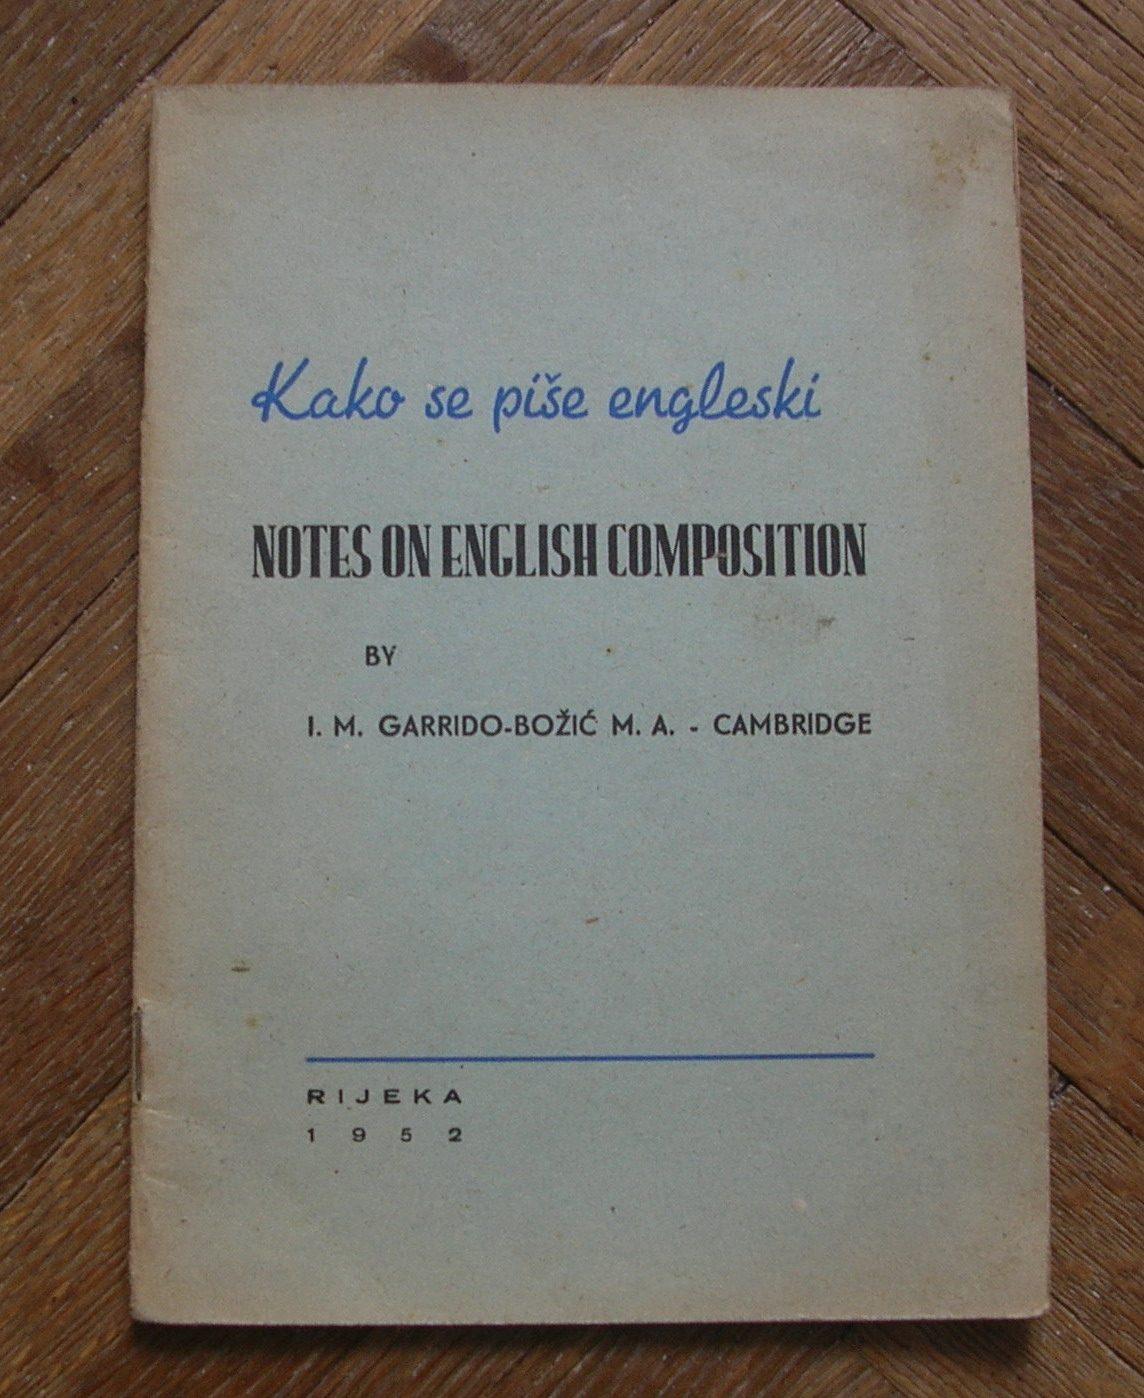 Kako se piše engleski
NOTES ON ENGLISH COMPOSITION
BY
I. M. GARRIDO-BOŽIĆ M. A. - CAMBRIDGE
RIJEKA
1952